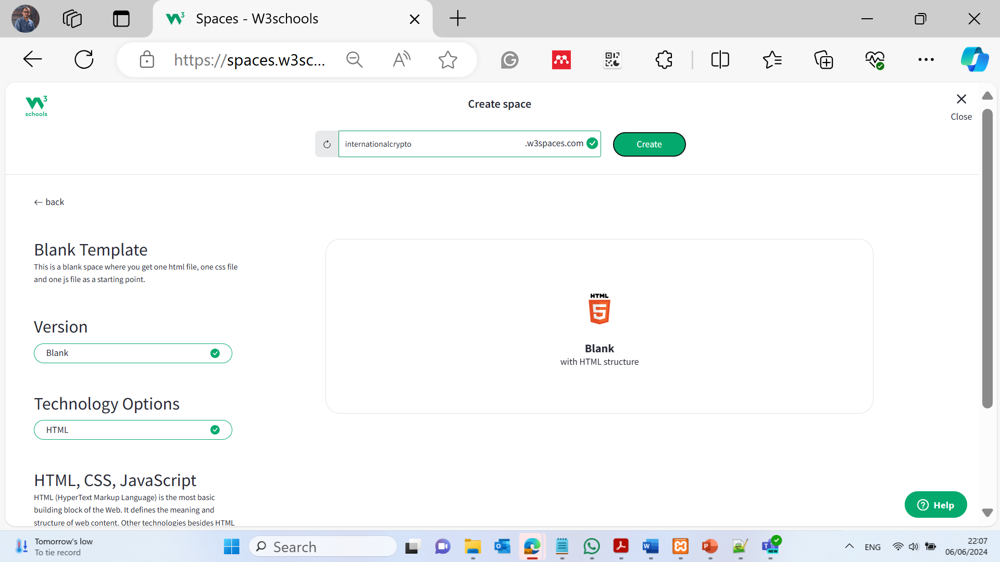 Spaces - W3schools
https://spaces.w3sc...
W3
schools
Create space
Close
internationalcrypto
.w3spaces.com
Create
← back
Blank Template
This is a blank space where you get one html file, one css file
and one js file as a starting point.
Version
Blank
Technology Options
HTML
HTML, CSS, JavaScript
HTML (HyperText Markup Language) is the most basic
building block of the Web. It defines the meaning and
structure of web content. Other technologies besides HTML
HTML
5
Blank
with HTML structure
Help
Tomorrow's low
To tie record
Search
NEW
ENG
22:07
06/06/2024